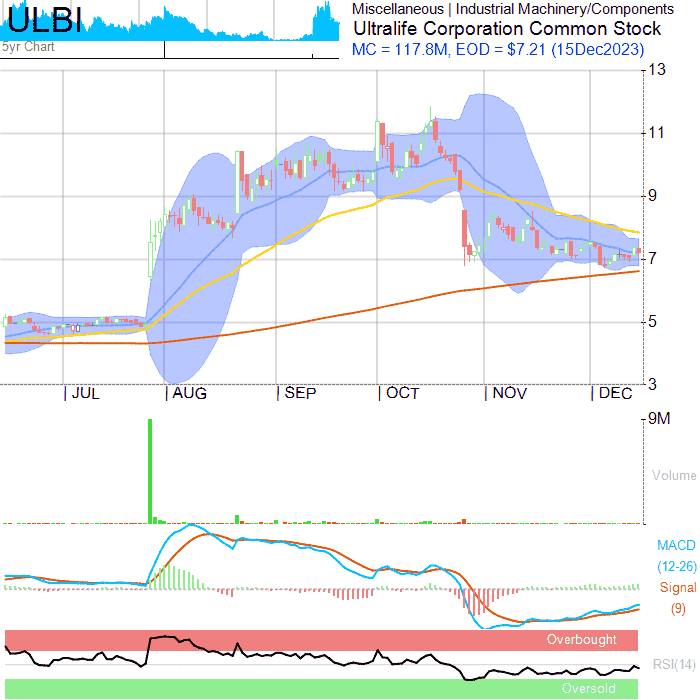 ULBI
5yr Chart
Miscellaneous | Industrial Machinery/Components
Ultralife Corporation Common Stock
MC = 117.8M, EOD = $7.21 (15Dec2023)
13
11
9
7
5
3
| JUL | AUG | SEP | OCT | NOV | DEC
9M
Volume
MACD
(12-26)
Signal
(9)
Overbought
RSI(14)
Oversold